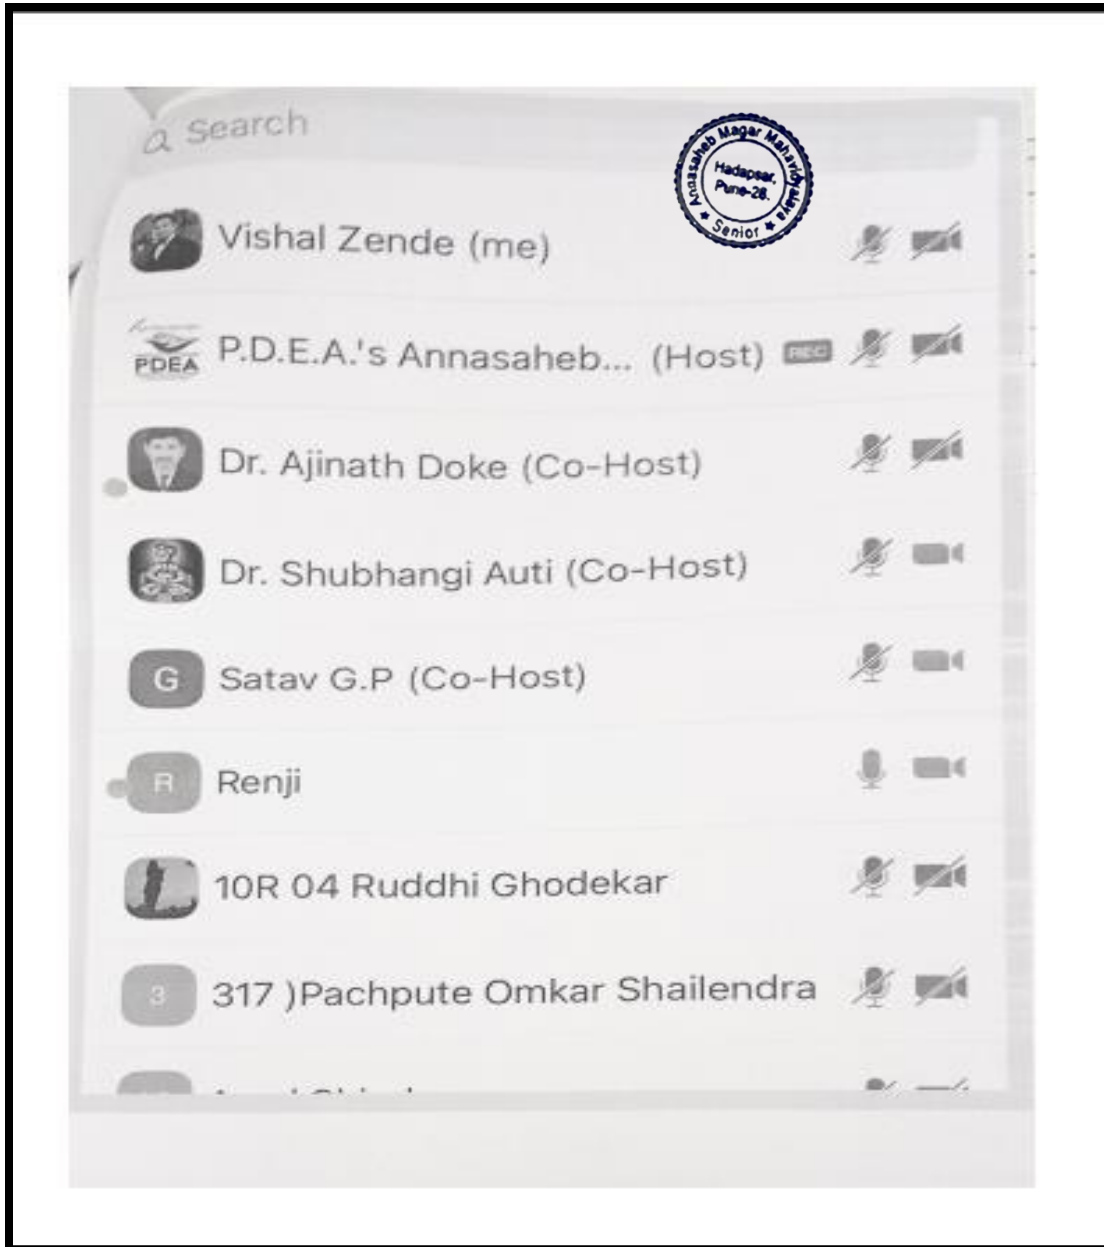 Search
Annasaheb Magar Mahavidyalaya
Hadapsar,
Pune-28.
★ Senior ★
Vishal Zende (me)
PDEA
P.D.E.A.'s Annasaheb... (Host) REC
Dr. Ajinath Doke (Co-Host)
Dr. Shubhangi Auti (Co-Host)
G Satav G.P (Co-Host)
R Renji
10R 04 Ruddhi Ghodekar
3 317 )Pachpute Omkar Shailendra